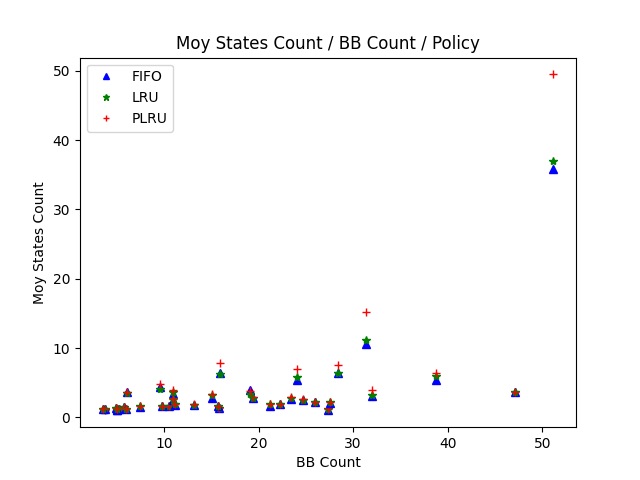 Moy States Count / BB Count / Policy
FIFO
LRU
PLRU
50
40
30
20
10
0
Moy States Count
10 20 30 40 50
BB Count